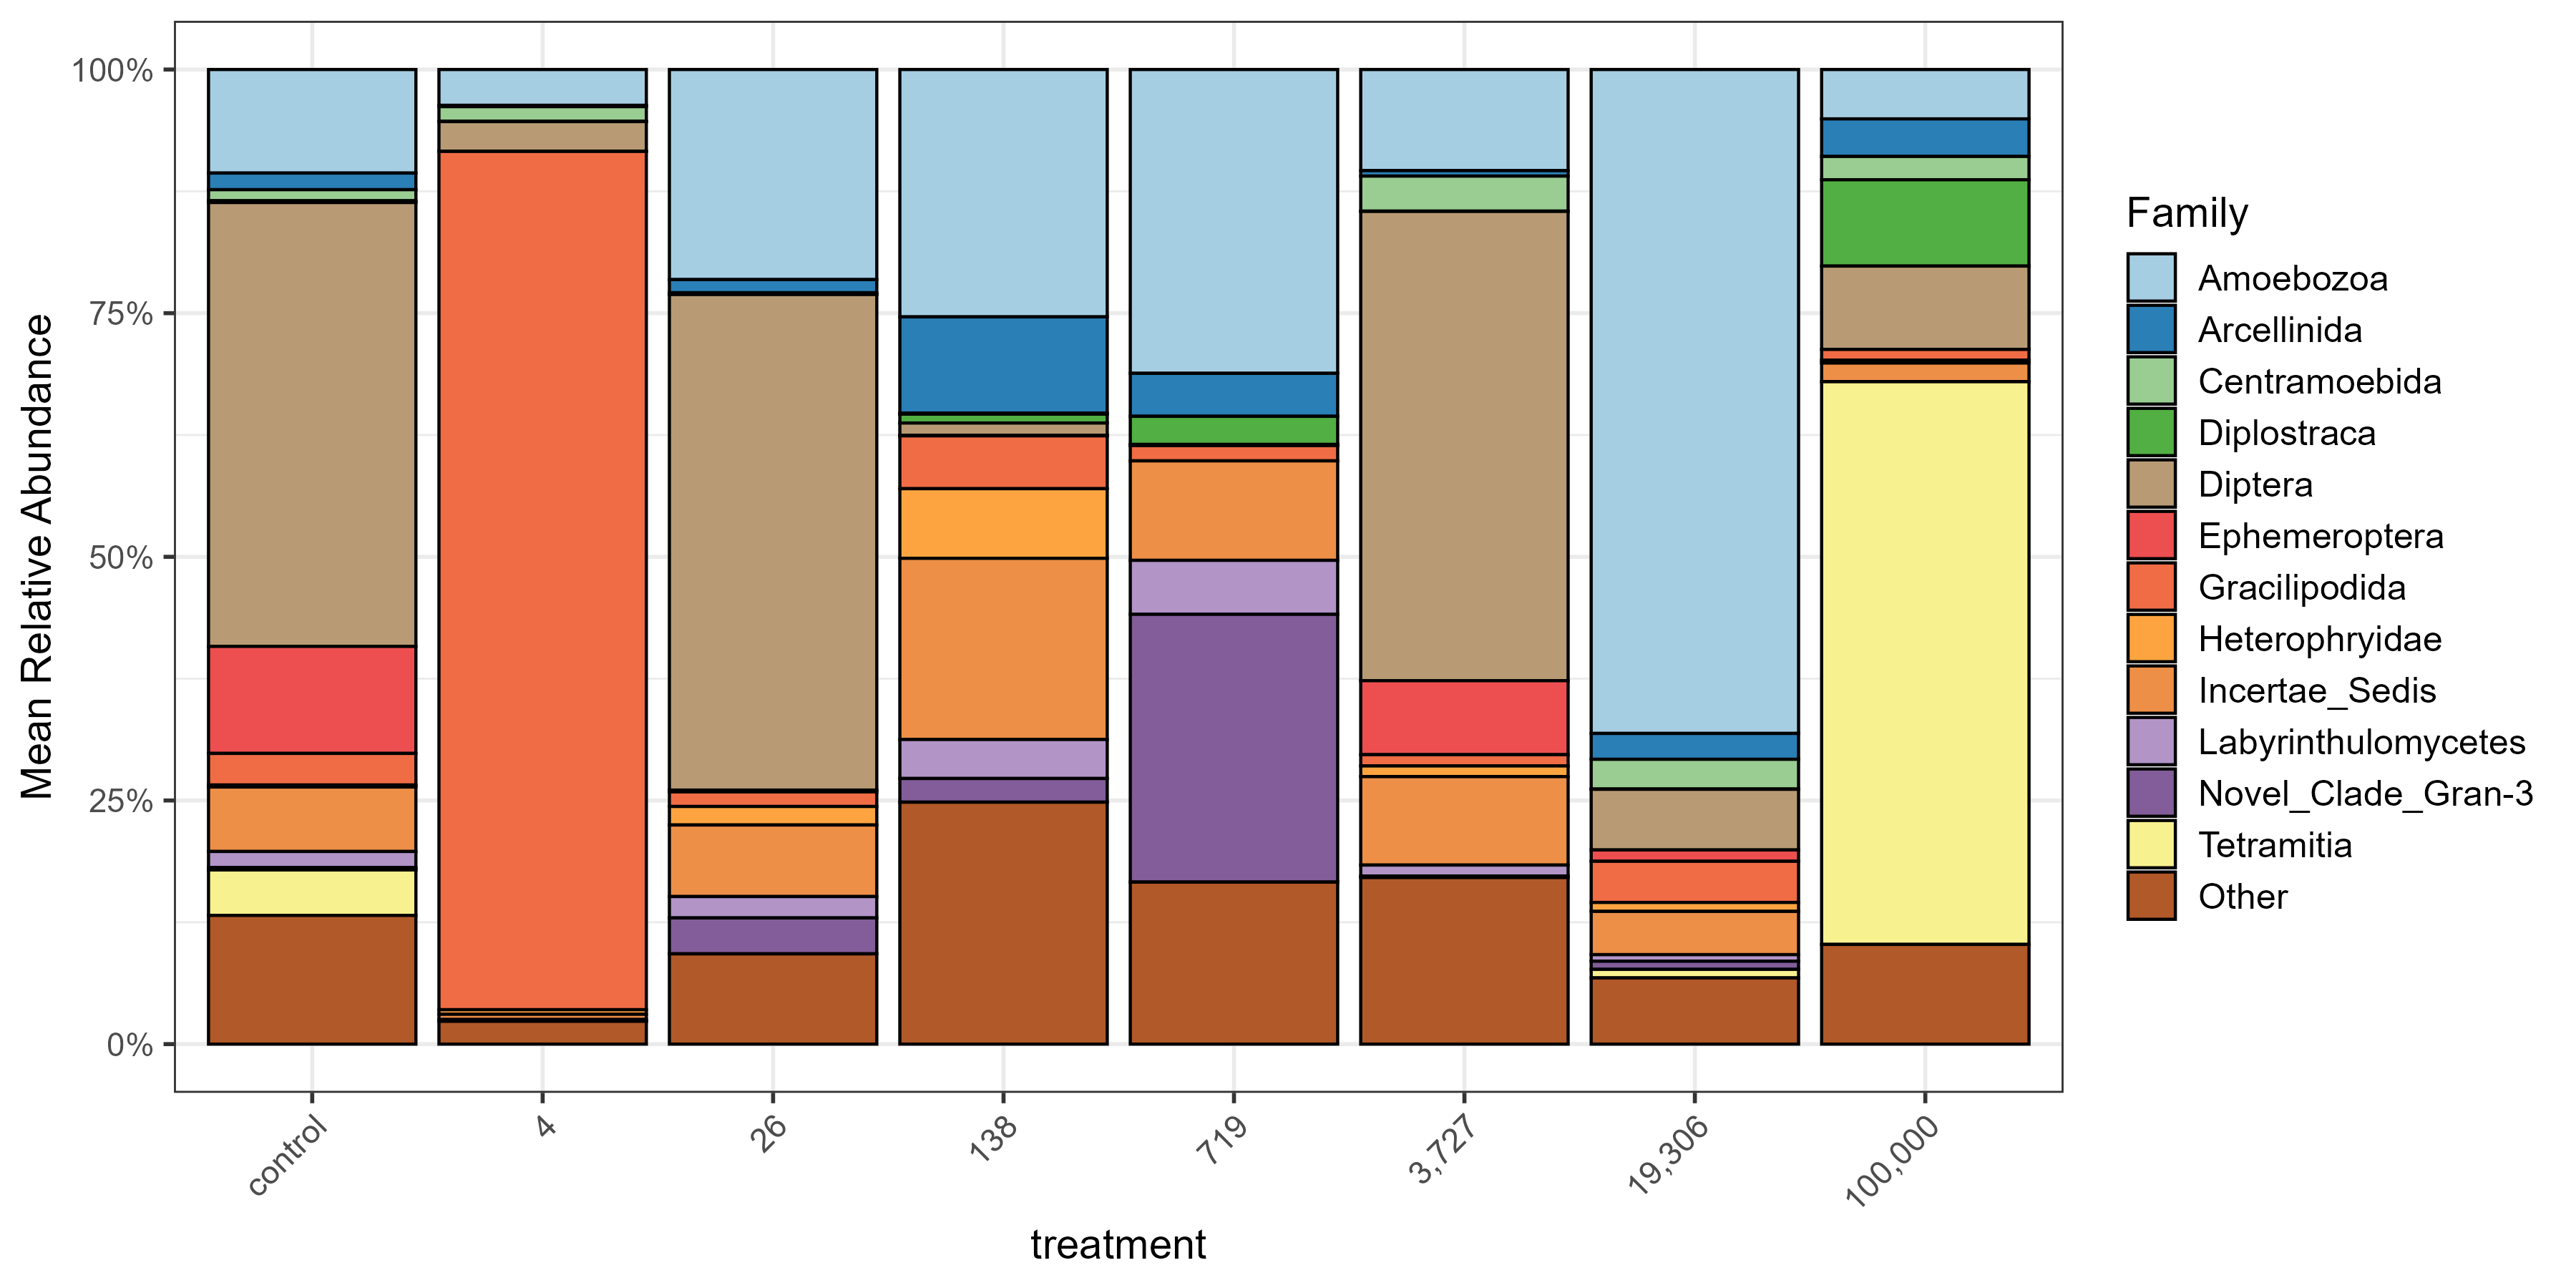 100%
75%
50%
25%
0%
Mean Relative Abundance
control
4
26
138
719
3,727
19,306
100,000
treatment
Family
Amoebozoa
Arcellinida
Centramoebida
Diplostraca
Diptera
Ephemeroptera
Gracilipodida
Heterophryidae
Incertae_Sedis
Labyrinthulomycetes
Novel_Clade_Gran-3
Tetramitia
Other